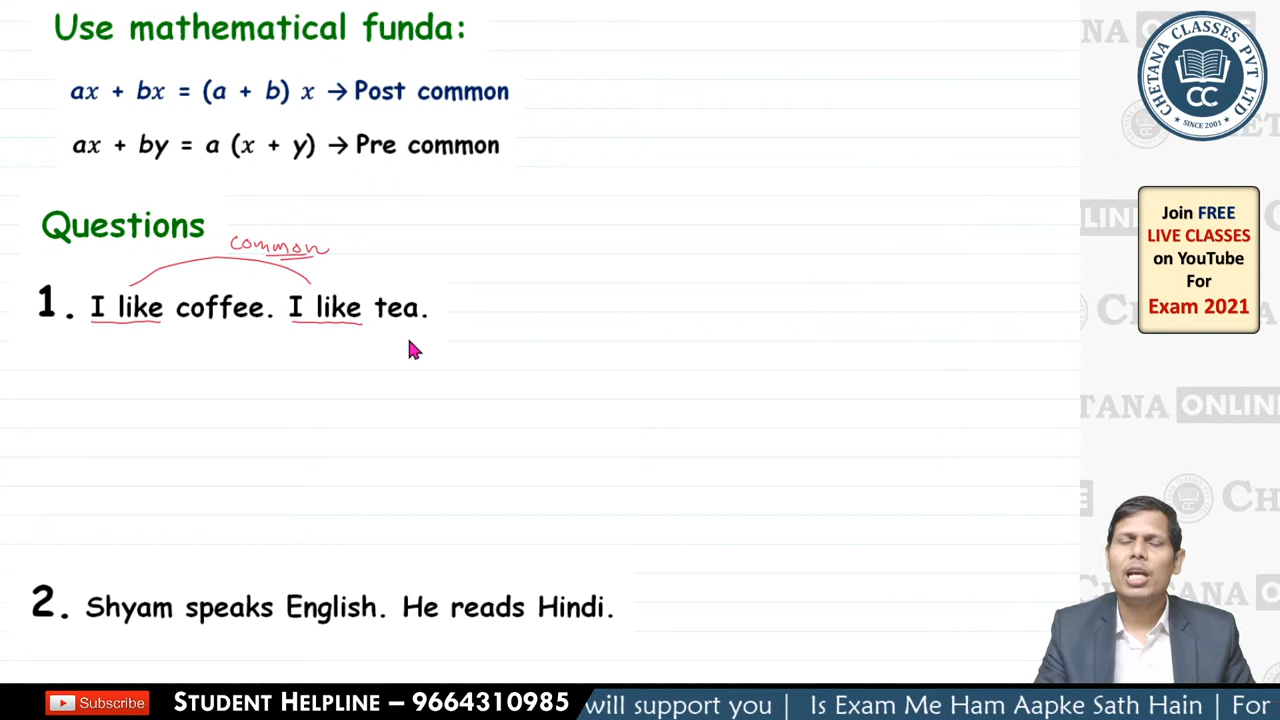 Use mathematical funda:
ax + bx = (a + b) x → Post common
ax + by = a (x + y) → Pre common
Questions
common
1. I like coffee. I like tea.
2. Shyam speaks English. He reads Hindi.
CHETANA CLASSES PVT LTD
CC
SINCE 2001
Join FREE
LIVE CLASSES
on YouTube
For
Exam 2021
TANA ONLINE
Subscribe
STUDENT HELPLINE – 9664310985
will support you | Is Exam Me Ham Aapke Sath Hain | For